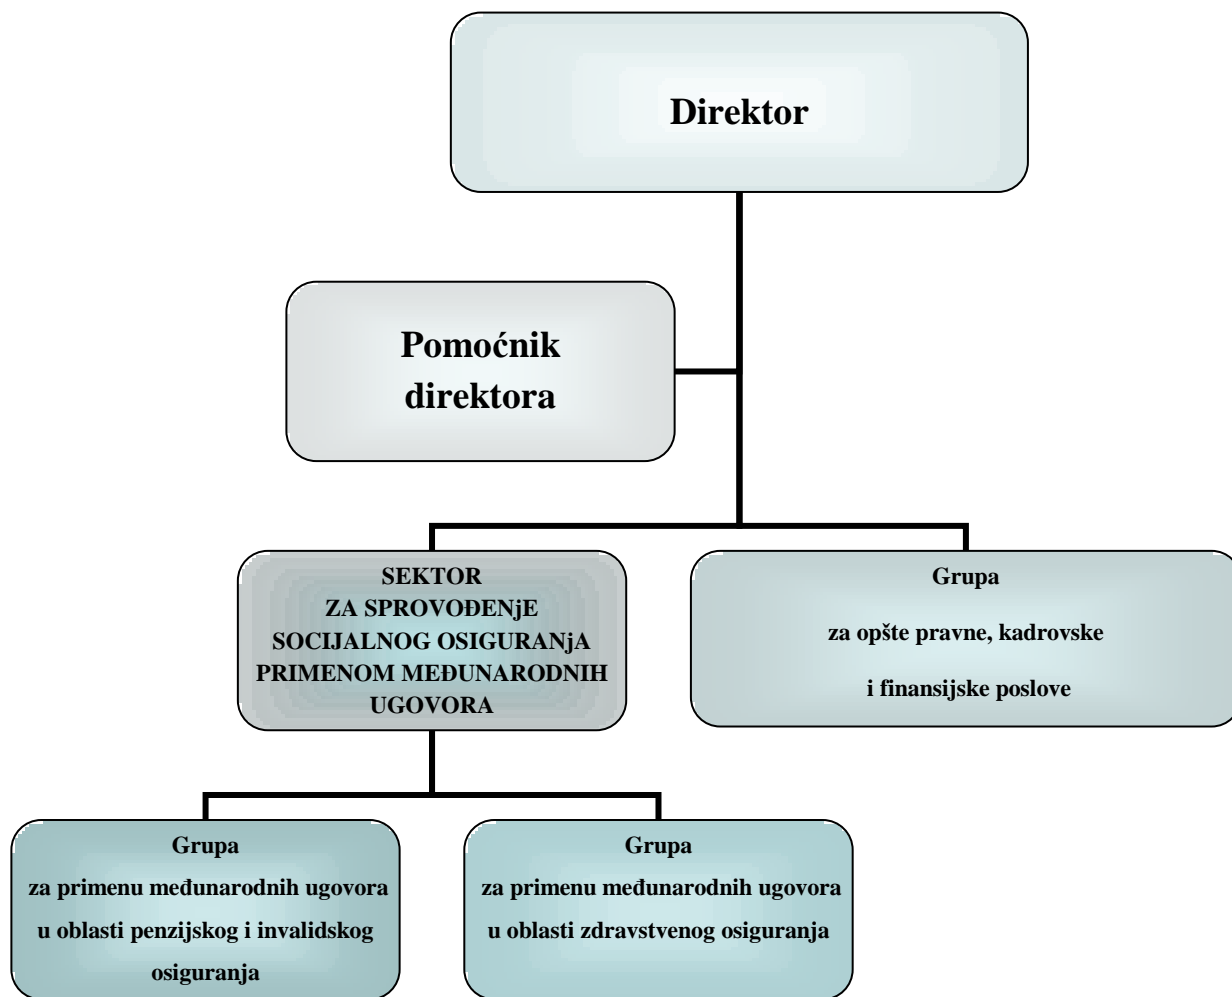 Direktor
Pomoćnik
direktora
SEKTOR
ZA SPROVOĐENjE
SOCIJALNOG OSIGURANjA
PRIMENOM MEĐUNARODNIH
UGOVORA
Grupa
za opšte pravne, kadrovske
i finansijske poslove
Grupa
za primenu međunarodnih ugovora
u oblasti penzijskog i invalidskog
osiguranja
Grupa
za primenu međunarodnih ugovora
u oblasti zdravstvenog osiguranja